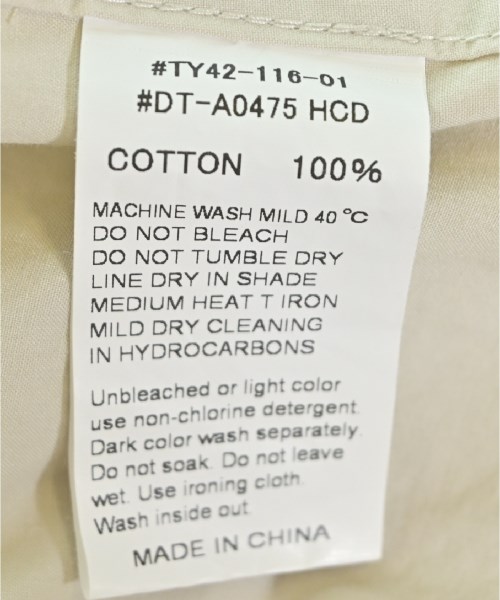 #TY42-116-01
#DT-A0475 HCD
COTTON 100%
MACHINE WASH MILD 40 °C
DO NOT BLEACH
DO NOT TUMBLE DRY
LINE DRY IN SHADE
MEDIUM HEAT T IRON
MILD DRY CLEANING
IN HYDROCARBONS
Unbleached or light color
use non-chlorine detergent.
Dark color wash separately.
Do not soak. Do not leave
wet. Use ironing cloth.
Wash inside out.
MADE IN CHINA